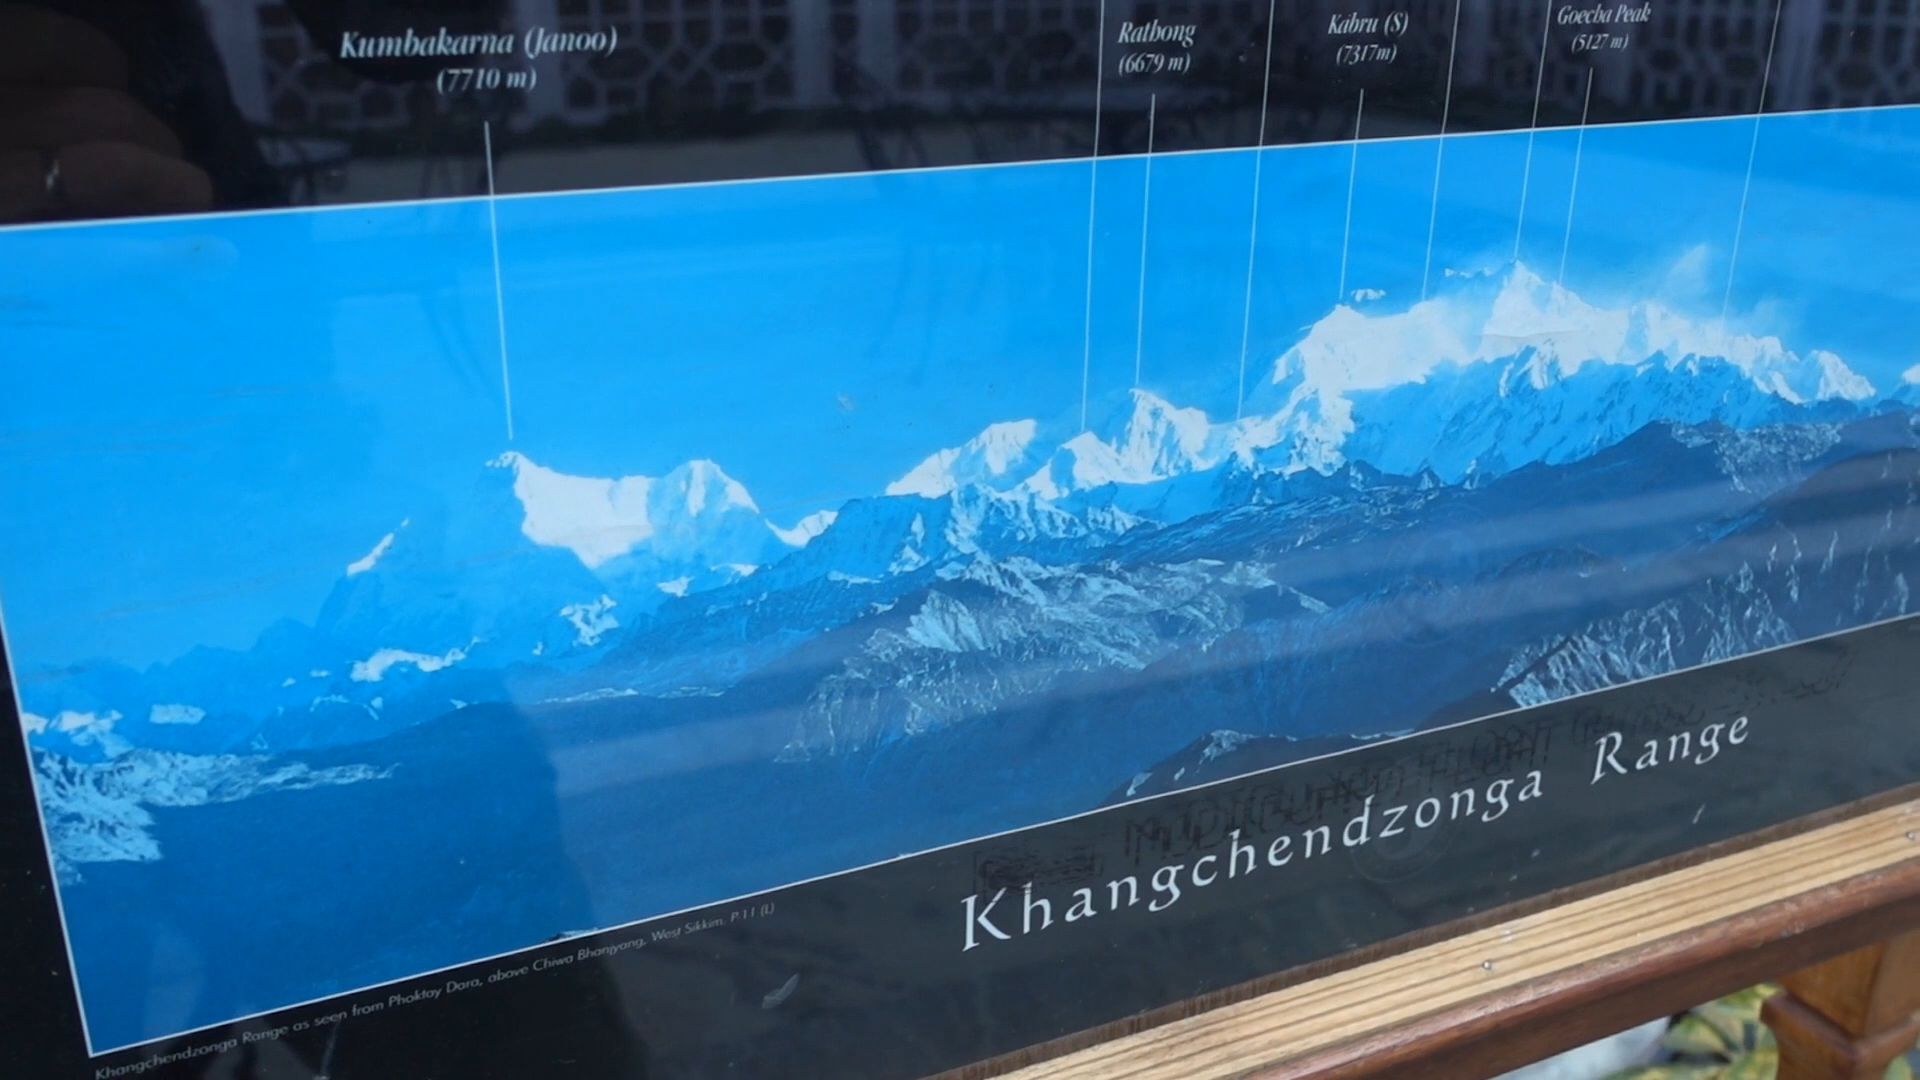 Kumbakarna (Janoo)
(7710 m)
Rathong
(6679 m)
Kabru (S)
(7317m)
Goecha Peak
(5127 m)
Khangchendzonga Range
Khangchendzonga Range as seen from Phoktay Dara, above Chiwa Bhanjyang, West Sikkim. P.11 (L)